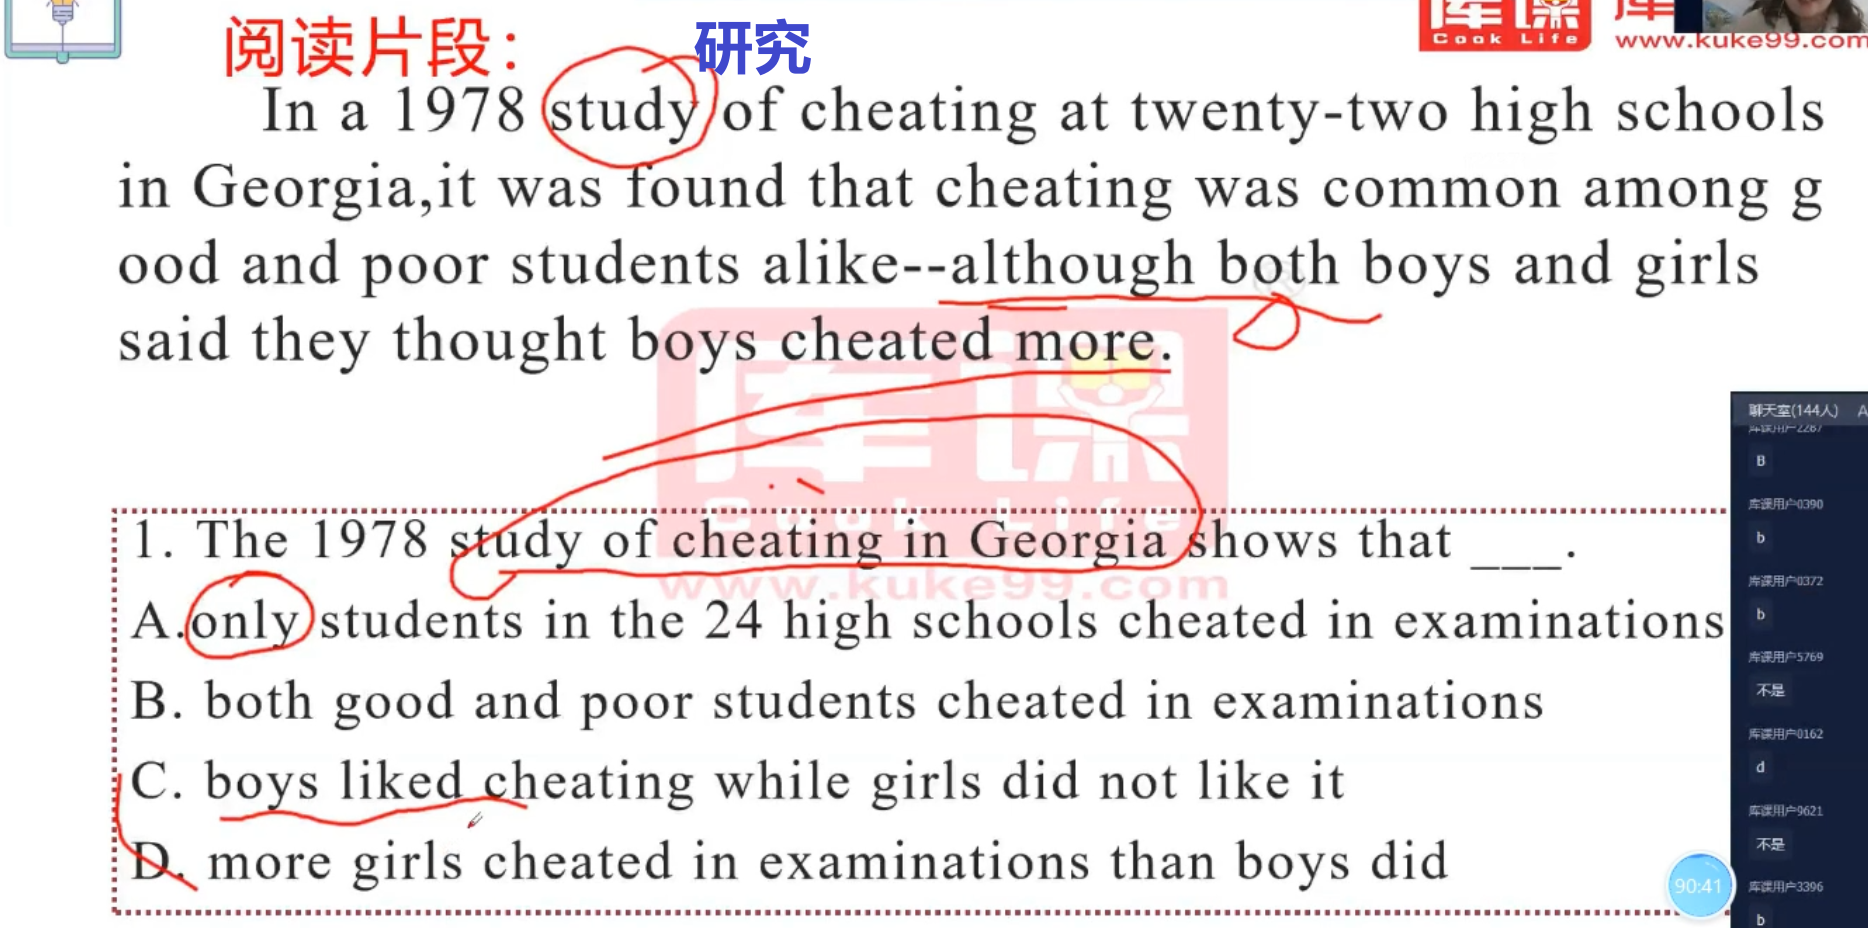 阅读片段：
研究
库课
Cook Life
www.kuke99.com
In a 1978 study of cheating at twenty-two high schools
in Georgia,it was found that cheating was common among g
ood and poor students alike--although both boys and girls
said they thought boys cheated more.
库课
Cook Life
www.kuke99.com
1. The 1978 study of cheating in Georgia shows that ___.
A.only students in the 24 high schools cheated in examinations
B. both good and poor students cheated in examinations
C. boys liked cheating while girls did not like it
D. more girls cheated in examinations than boys did
聊天室(144人) A
库课用户2287
B
库课用户0390
b
库课用户0372
b
库课用户5769
不是
库课用户0162
d
库课用户9621
不是
库课用户3396
b
90:41